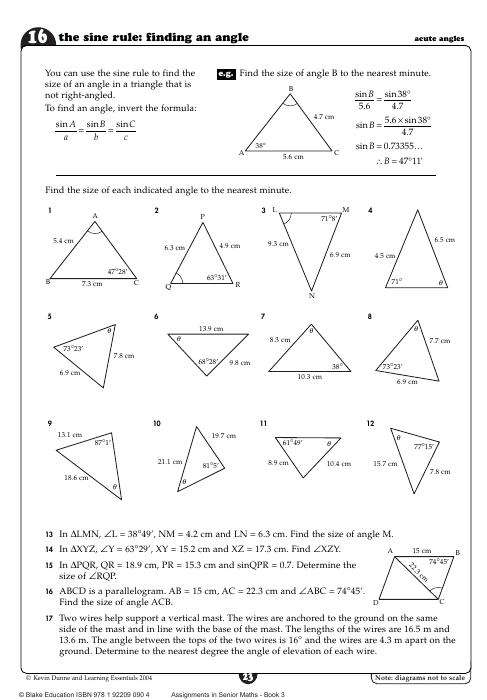 16 the sine rule: finding an angle
acute angles
You can use the sine rule to find the
size of an angle in a triangle that is
not right-angled.
To find an angle, invert the formula:
sin A / a = sin B / b = sin C / c
e.g. Find the size of angle B to the nearest minute.
B
4.7 cm
38°
A
C
5.6 cm
sin B / 5.6 = sin 38° / 4.7
sin B = 5.6 × sin 38° / 4.7
sin B = 0.73355...
∴ B = 47°11′
Find the size of each indicated angle to the nearest minute.
1
A
5.4 cm
47°28′
B
C
7.3 cm
2
P
6.3 cm
4.9 cm
63°31′
Q
R
3
L
M
71°8′
9.3 cm
6.9 cm
N
4
6.5 cm
4.5 cm
71°
θ
5
θ
73°23′
7.8 cm
6.9 cm
6
13.9 cm
θ
68°28′
9.8 cm
7
θ
8.3 cm
38°
10.3 cm
8
θ
7.7 cm
73°23′
6.9 cm
9
13.1 cm
87°1′
18.6 cm
θ
10
19.7 cm
21.1 cm
81°5′
θ
11
61°49′
θ
8.9 cm
10.4 cm
12
θ
77°15′
15.7 cm
7.8 cm
13 In ΔLMN, ∠L = 38°49′, NM = 4.2 cm and LN = 6.3 cm. Find the size of angle M.
14 In ΔXYZ, ∠Y = 63°29′, XY = 15.2 cm and XZ = 17.3 cm. Find ∠XZY.
15 In ΔPQR, QR = 18.9 cm, PR = 15.3 cm and sinQPR = 0.7. Determine the
size of ∠RQP.
16 ABCD is a parallelogram. AB = 15 cm, AC = 22.3 cm and ∠ABC = 74°45′.
Find the size of angle ACB.
A
15 cm
B
74°45′
22.3 cm
D
C
17 Two wires help support a vertical mast. The wires are anchored to the ground on the same
side of the mast and in line with the base of the mast. The lengths of the wires are 16.5 m and
13.6 m. The angle between the tops of the two wires is 16° and the wires are 4.3 m apart on the
ground. Determine to the nearest degree the angle of elevation of each wire.
© Kevin Dunne and Learning Essentials 2004
23
Note: diagrams not to scale
© Blake Education ISBN 978 1 92209 090 4 Assignments in Senior Maths - Book 3